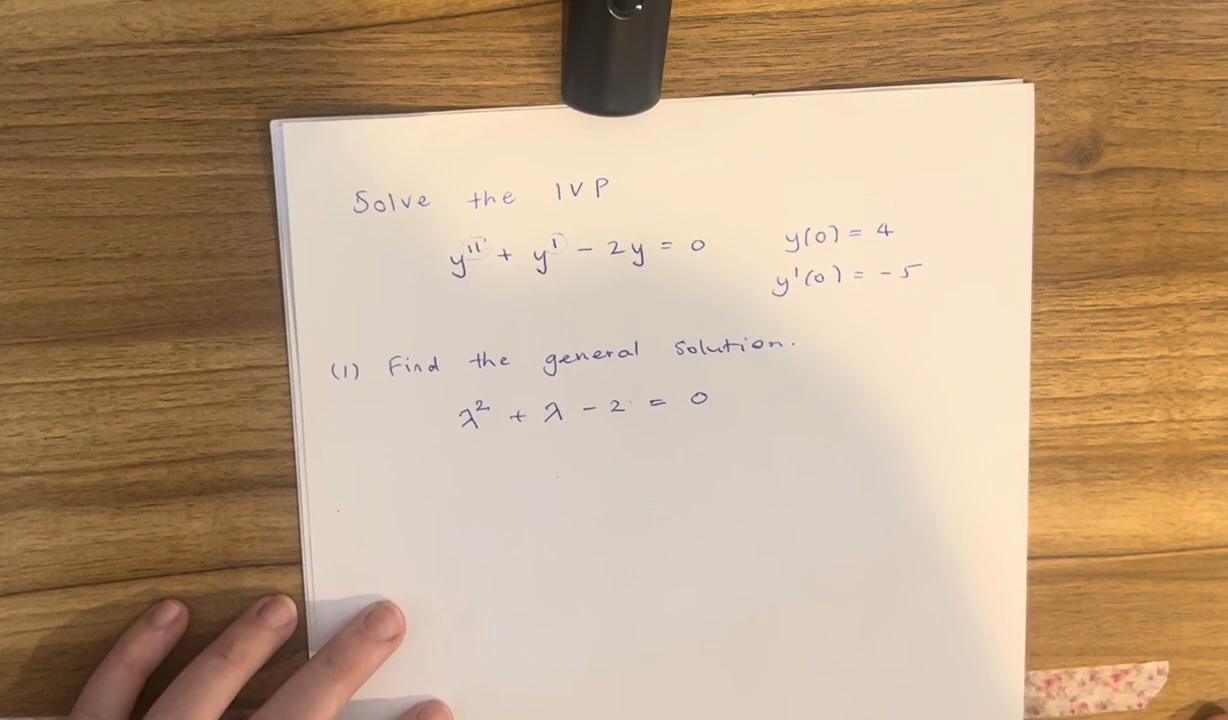 Solve the IVP
y'' + y' - 2y = 0 y(0) = 4
y'(0) = -5
(1) Find the general solution.
λ² + λ - 2 = 0